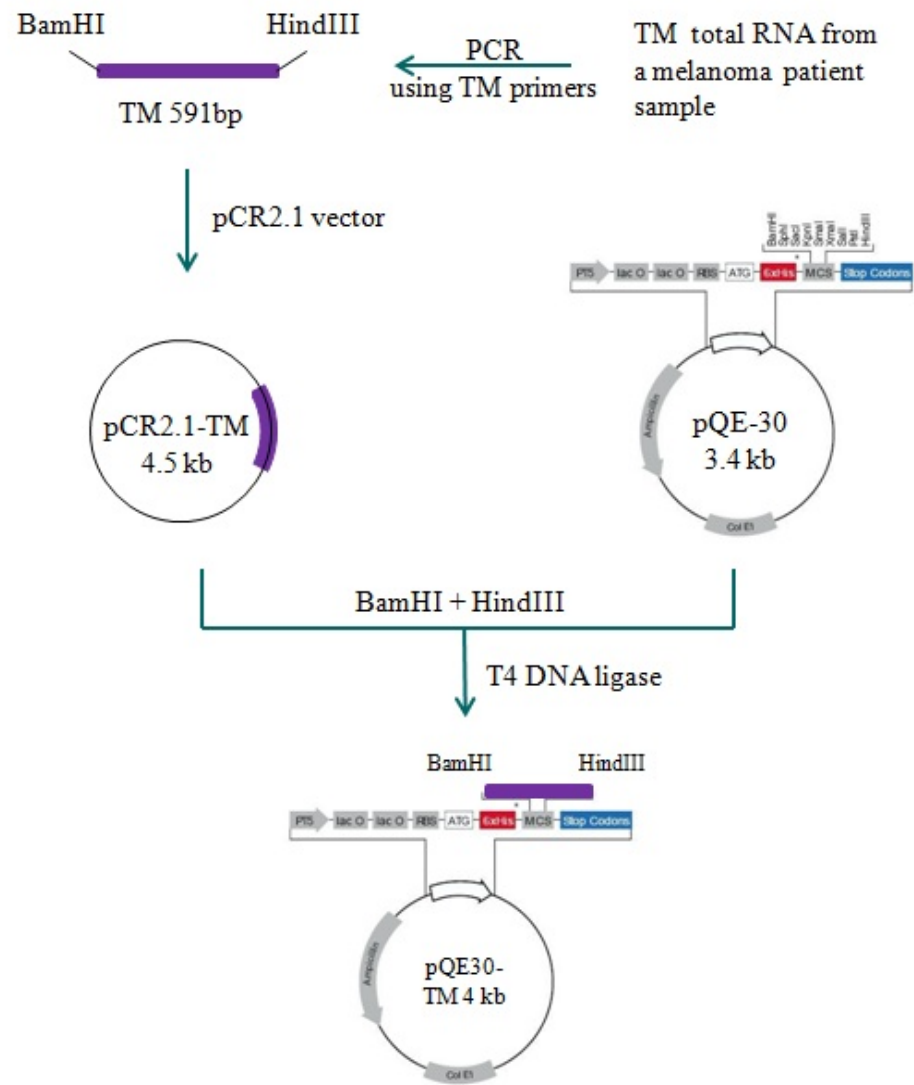 BamHI
HindIII
TM 591bp
PCR
using TM primers
TM total RNA from
a melanoma patient
sample
pCR2.1 vector
BamHI
SphI
SacI
KpnI
SmaI
XmaI
SalI
PstI
HindIII
PT5
lac O
lac O
RBS
ATG
6xHis
*
MCS
Stop Codons
pCR2.1-TM
4.5 kb
Ampicillin
pQE-30
3.4 kb
Col E1
BamHI + HindIII
T4 DNA ligase
BamHI
HindIII
*
PT5
lac O
lac O
RBS
ATG
6xHis
MCS
Stop Codons
Ampicillin
pQE30-
TM 4 kb
Col E1